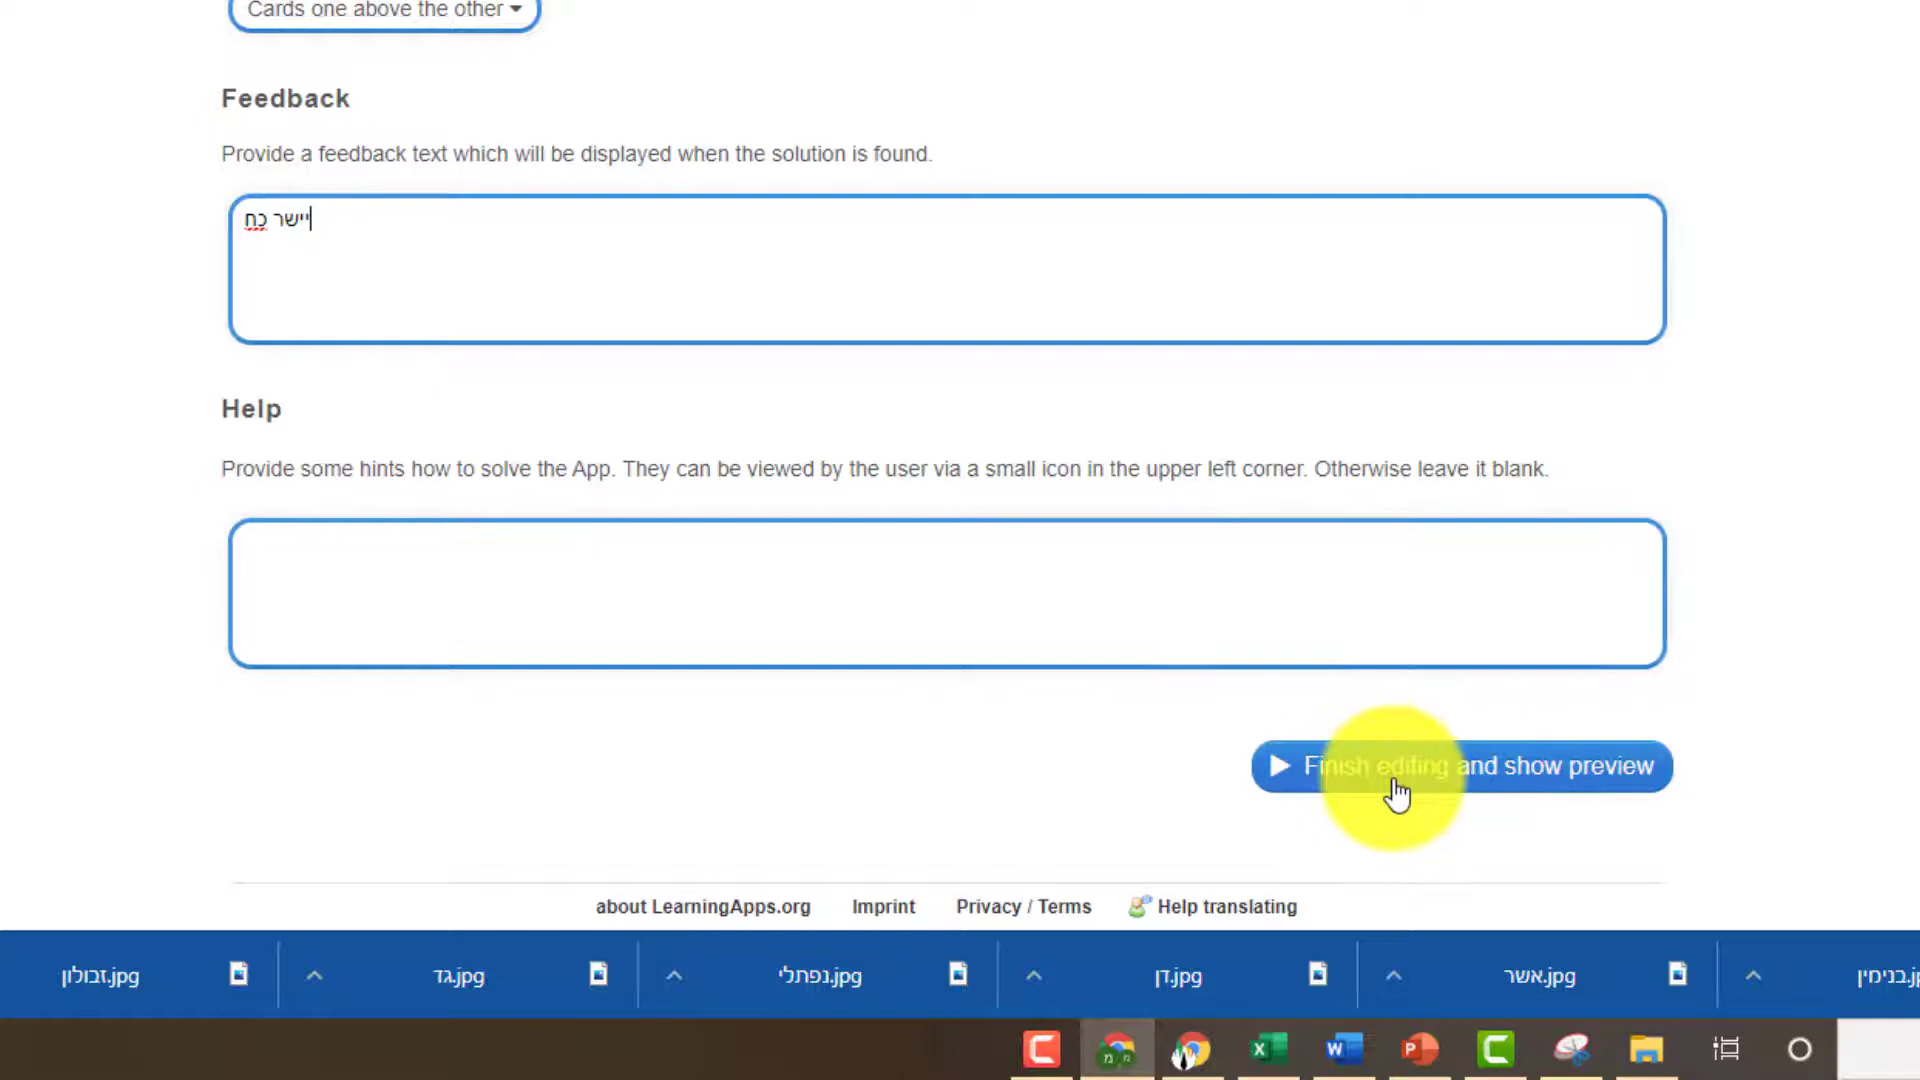 Cards one above the other
Feedback
Provide a feedback text which will be displayed when the solution is found.
יישר כח
Help
Provide some hints how to solve the App. They can be viewed by the user via a small icon in the upper left corner. Otherwise leave it blank.
Finish editing and show preview
about LearningApps.org Imprint Privacy / Terms Help translating
זבולון.jpg גד.jpg נפתלי.jpg דן.jpg אשר.jpg בנימין.jp